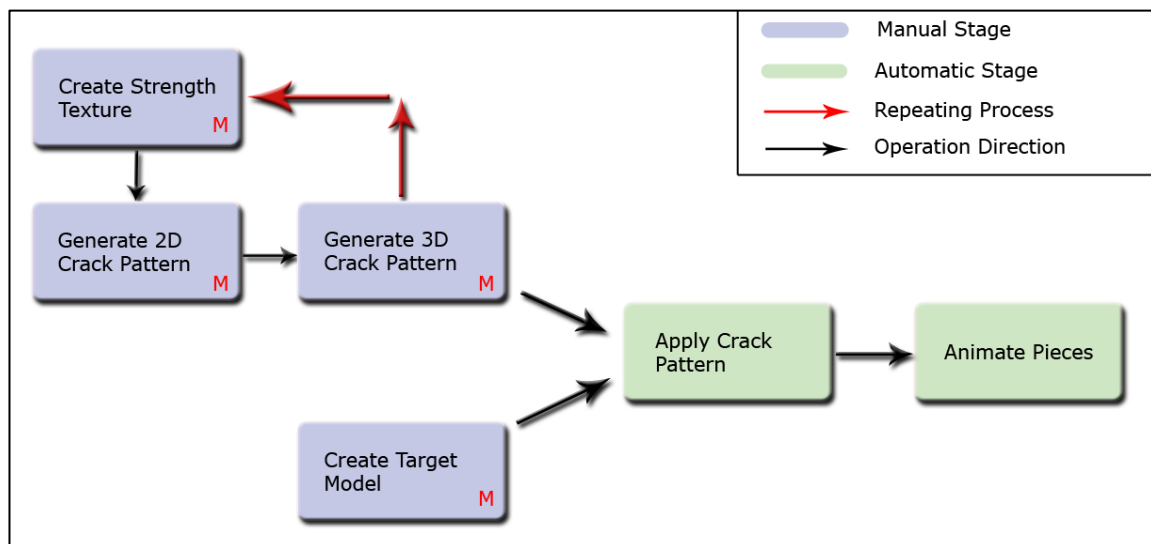 Create Strength
Texture
M
Generate 2D
Crack Pattern
M
Generate 3D
Crack Pattern
M
Create Target
Model
M
Apply Crack
Pattern
Animate Pieces
Manual Stage
Automatic Stage
Repeating Process
Operation Direction